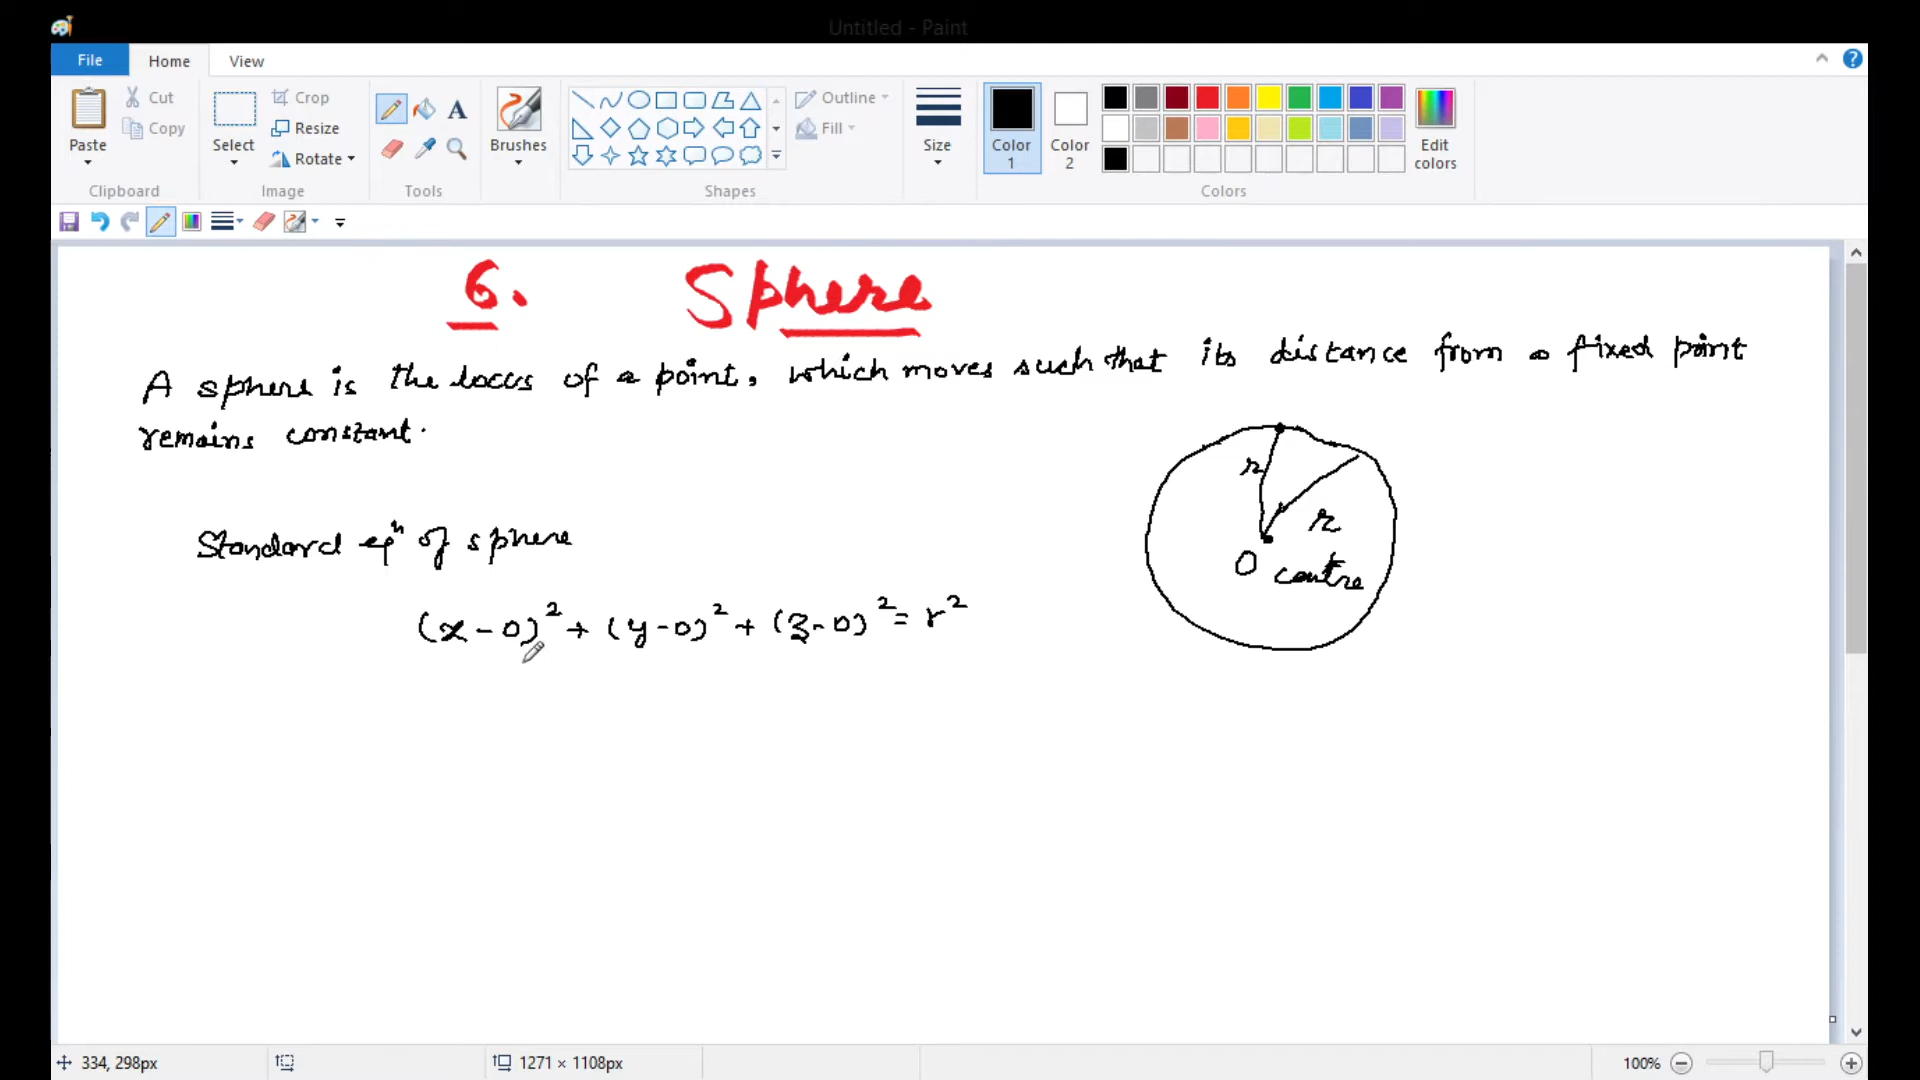 Untitled - Paint
File Home View
Paste
Cut
Copy
Clipboard
Select
Crop
Resize
Rotate
Image
Tools
Brushes
Shapes
Outline
Fill
Size
Color 1
Color 2
Edit colors
Colors
6. Sphere
A sphere is the locus of a point, which moves such that its distance from a fixed point
remains constant.
r
r
O centre
Standard eqⁿ of sphere
(x-0)² + (y-0)² + (z-0)² = r²
334, 298px
1271 × 1108px
100%